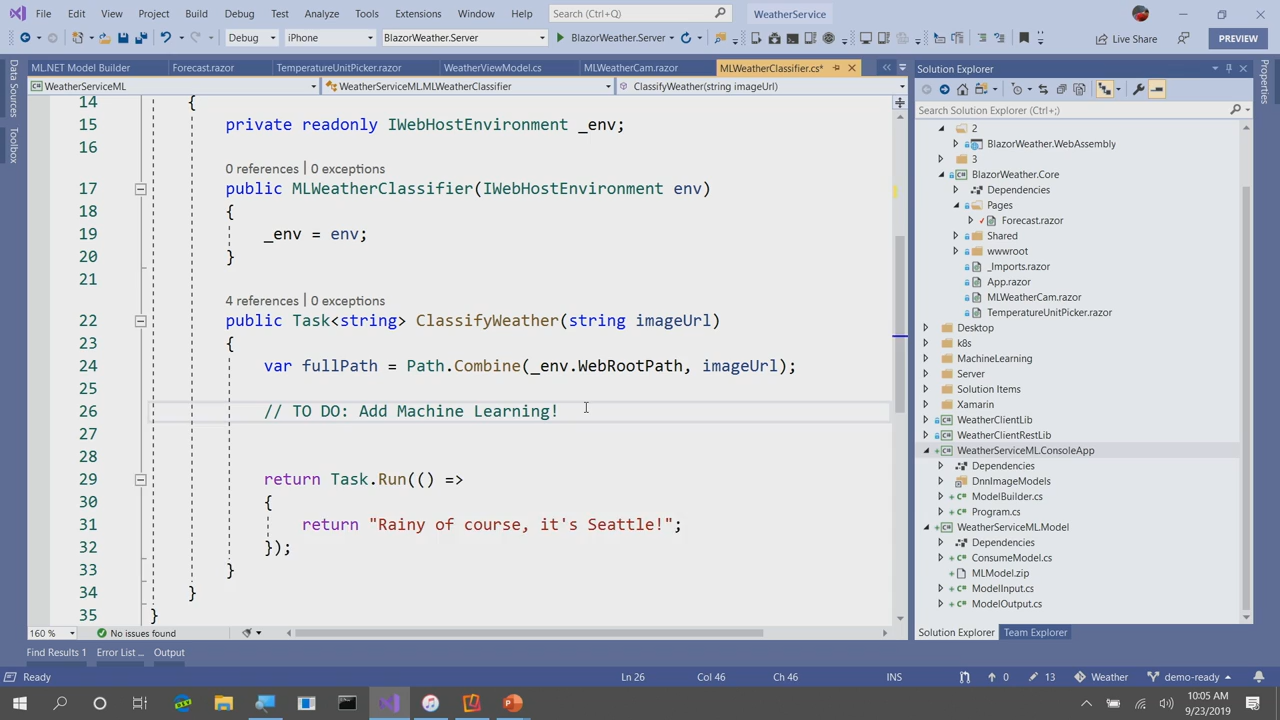 File Edit View Project Build Debug Test Analyze Tools Extensions Window Help Search (Ctrl+Q) WeatherService
Debug iPhone BlazorWeather.Server BlazorWeather.Server Live Share PREVIEW
ML.NET Model Builder Forecast.razor TemperatureUnitPicker.razor WeatherViewModel.cs MLWeatherCam.razor MLWeatherClassifier.cs*
WeatherServiceML WeatherServiceML.MLWeatherClassifier ClassifyWeather(string imageUrl)
Data Sources
Toolbox
14 {
15 private readonly IWebHostEnvironment _env;
16
0 references | 0 exceptions
17 public MLWeatherClassifier(IWebHostEnvironment env)
18 {
19 _env = env;
20 }
21
4 references | 0 exceptions
22 public Task<string> ClassifyWeather(string imageUrl)
23 {
24 var fullPath = Path.Combine(_env.WebRootPath, imageUrl);
25
26 // TO DO: Add Machine Learning!
27
28
29 return Task.Run(() =>
30 {
31 return "Rainy of course, it's Seattle!";
32 });
33 }
34 }
35 }
160 % No issues found
Solution Explorer
Search Solution Explorer (Ctrl+;)
2
BlazorWeather.WebAssembly
3
BlazorWeather.Core
Dependencies
Pages
Forecast.razor
Shared
wwwroot
_Imports.razor
App.razor
MLWeatherCam.razor
TemperatureUnitPicker.razor
Desktop
k8s
MachineLearning
Server
Solution Items
Xamarin
WeatherClientLib
WeatherClientRestLib
WeatherServiceML.ConsoleApp
Dependencies
DnnImageModels
ModelBuilder.cs
Program.cs
WeatherServiceML.Model
Dependencies
ConsumeModel.cs
MLModel.zip
ModelInput.cs
ModelOutput.cs
Solution Explorer Team Explorer
Properties
Find Results 1 Error List ... Output
Ready Ln 26 Col 46 Ch 46 INS 0 13 Weather demo-ready
10:05 AM
9/23/2019